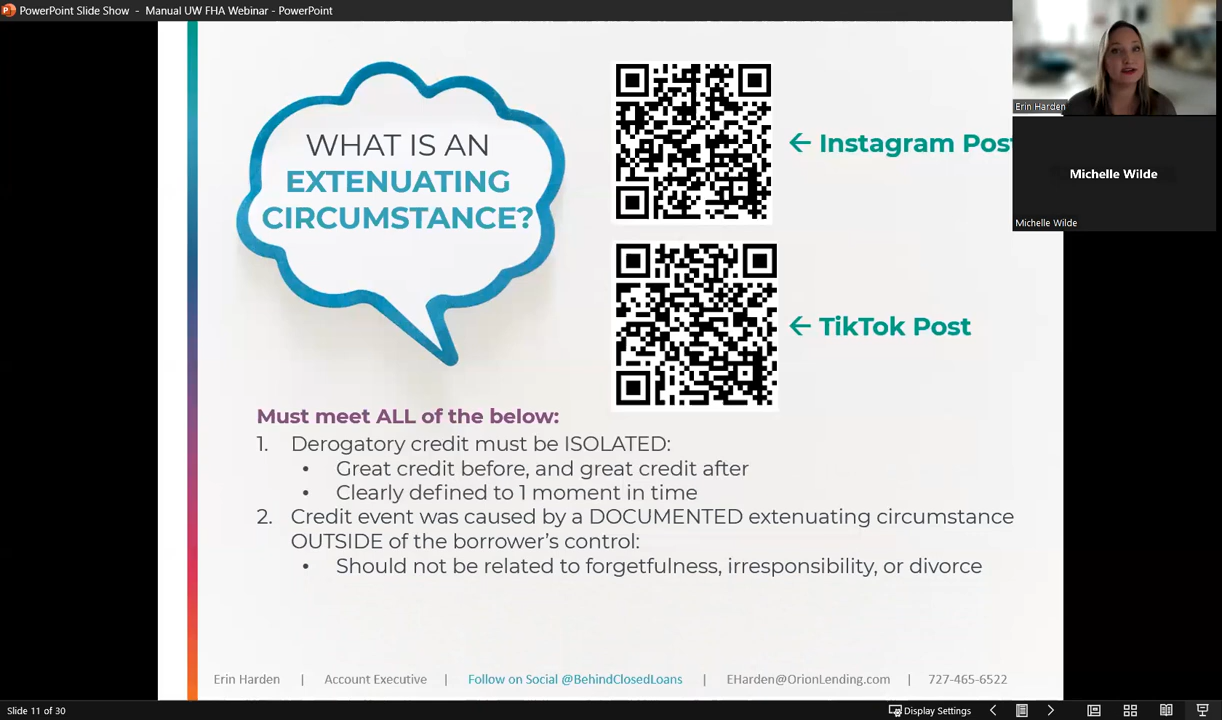 PowerPoint Slide Show - Manual UW FHA Webinar - PowerPoint
WHAT IS AN
EXTENUATING
CIRCUMSTANCE?
← Instagram Post
← TikTok Post
Erin Harden
Michelle Wilde
Michelle Wilde
Must meet ALL of the below:
1. Derogatory credit must be ISOLATED:
• Great credit before, and great credit after
• Clearly defined to 1 moment in time
2. Credit event was caused by a DOCUMENTED extenuating circumstance
OUTSIDE of the borrower’s control:
• Should not be related to forgetfulness, irresponsibility, or divorce
Erin Harden | Account Executive | Follow on Social @BehindClosedLoans | EHarden@OrionLending.com | 727-465-6522
Slide 11 of 30
Display Settings